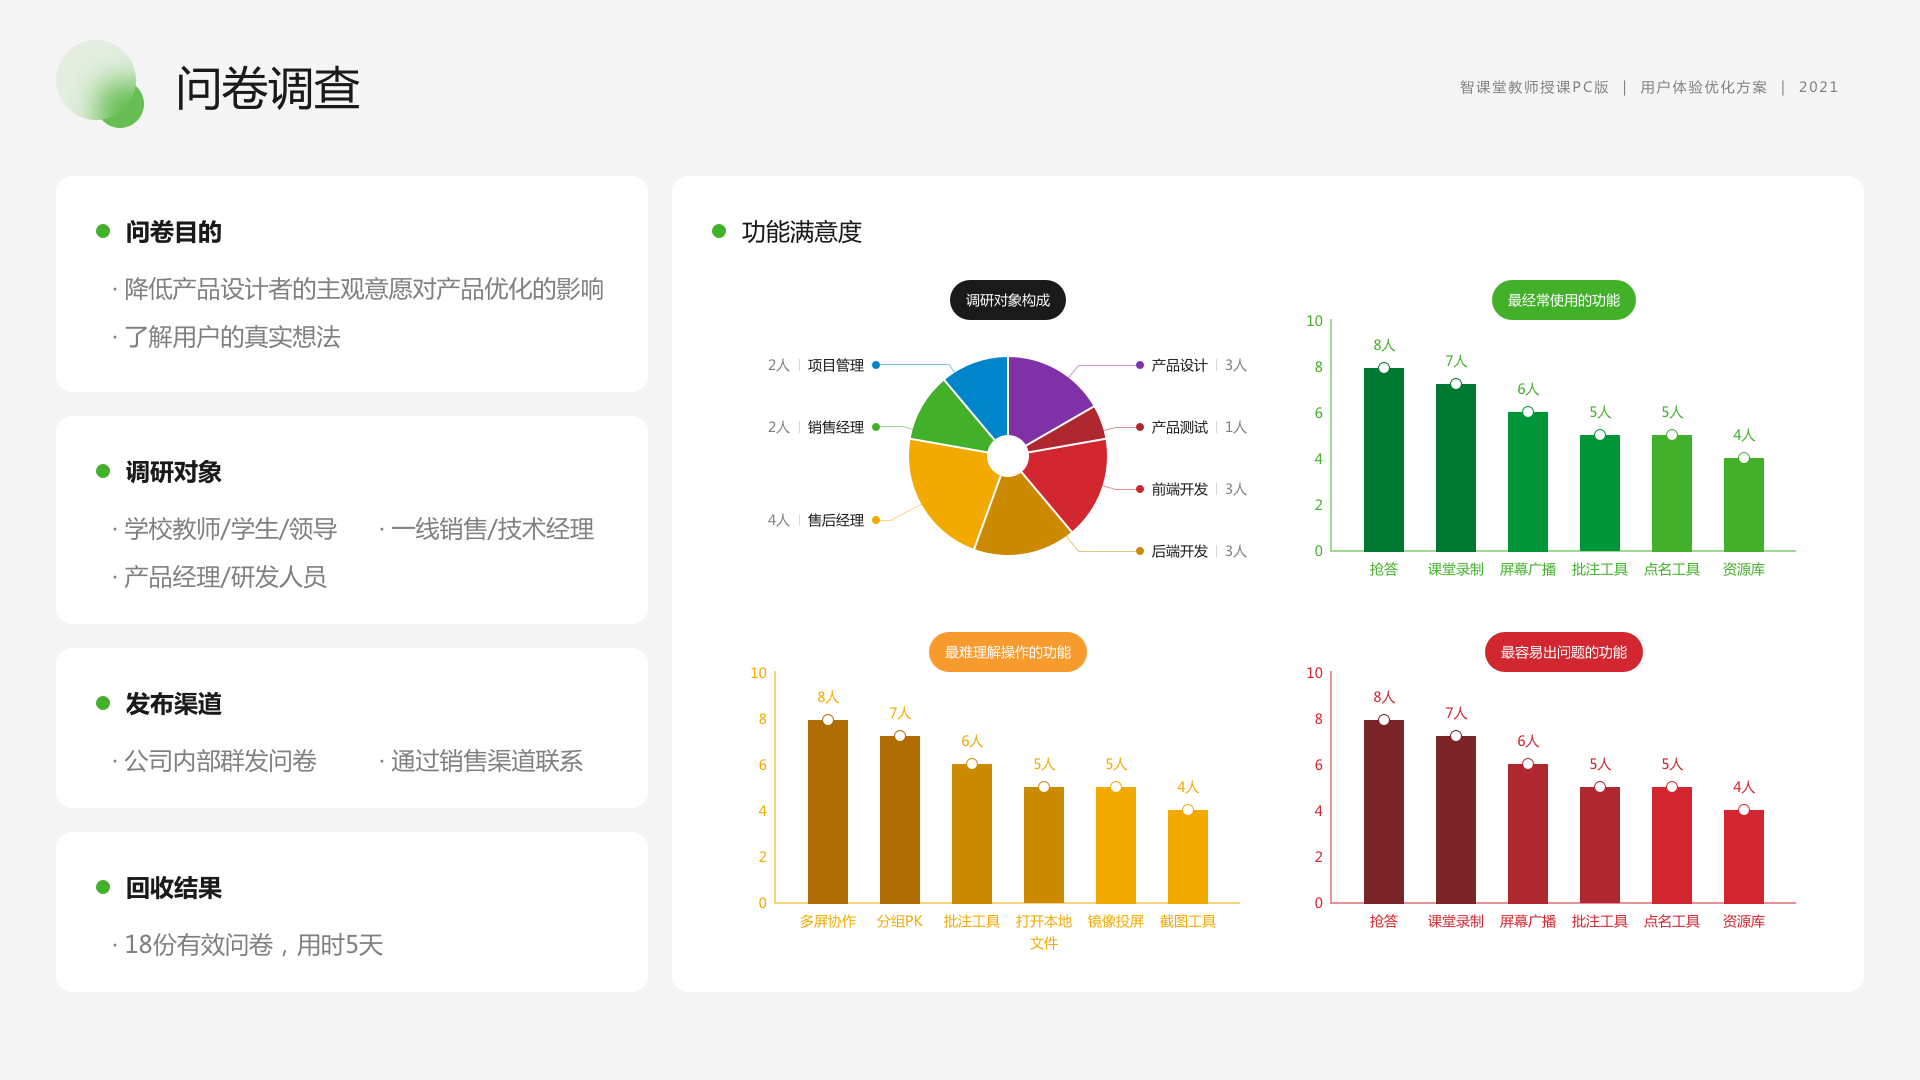 问卷调查
智课堂教师授课PC版 | 用户体验优化方案 | 2021
问卷目的
· 降低产品设计者的主观意愿对产品优化的影响
· 了解用户的真实想法
调研对象
· 学校教师/学生/领导
· 一线销售/技术经理
· 产品经理/研发人员
发布渠道
· 公司内部群发问卷
· 通过销售渠道联系
回收结果
· 18份有效问卷，用时5天
功能满意度
调研对象构成
2人 | 项目管理
2人 | 销售经理
4人 | 售后经理
产品设计 | 3人
产品测试 | 1人
前端开发 | 3人
后端开发 | 3人
最经常使用的功能
10
8
6
4
2
0
8人
7人
6人
5人
5人
4人
抢答
课堂录制
屏幕广播
批注工具
点名工具
资源库
最难理解操作的功能
10
8
6
4
2
0
8人
7人
6人
5人
5人
4人
多屏协作
分组PK
批注工具
打开本地
文件
镜像投屏
截图工具
最容易出问题的功能
10
8
6
4
2
0
8人
7人
6人
5人
5人
4人
抢答
课堂录制
屏幕广播
批注工具
点名工具
资源库